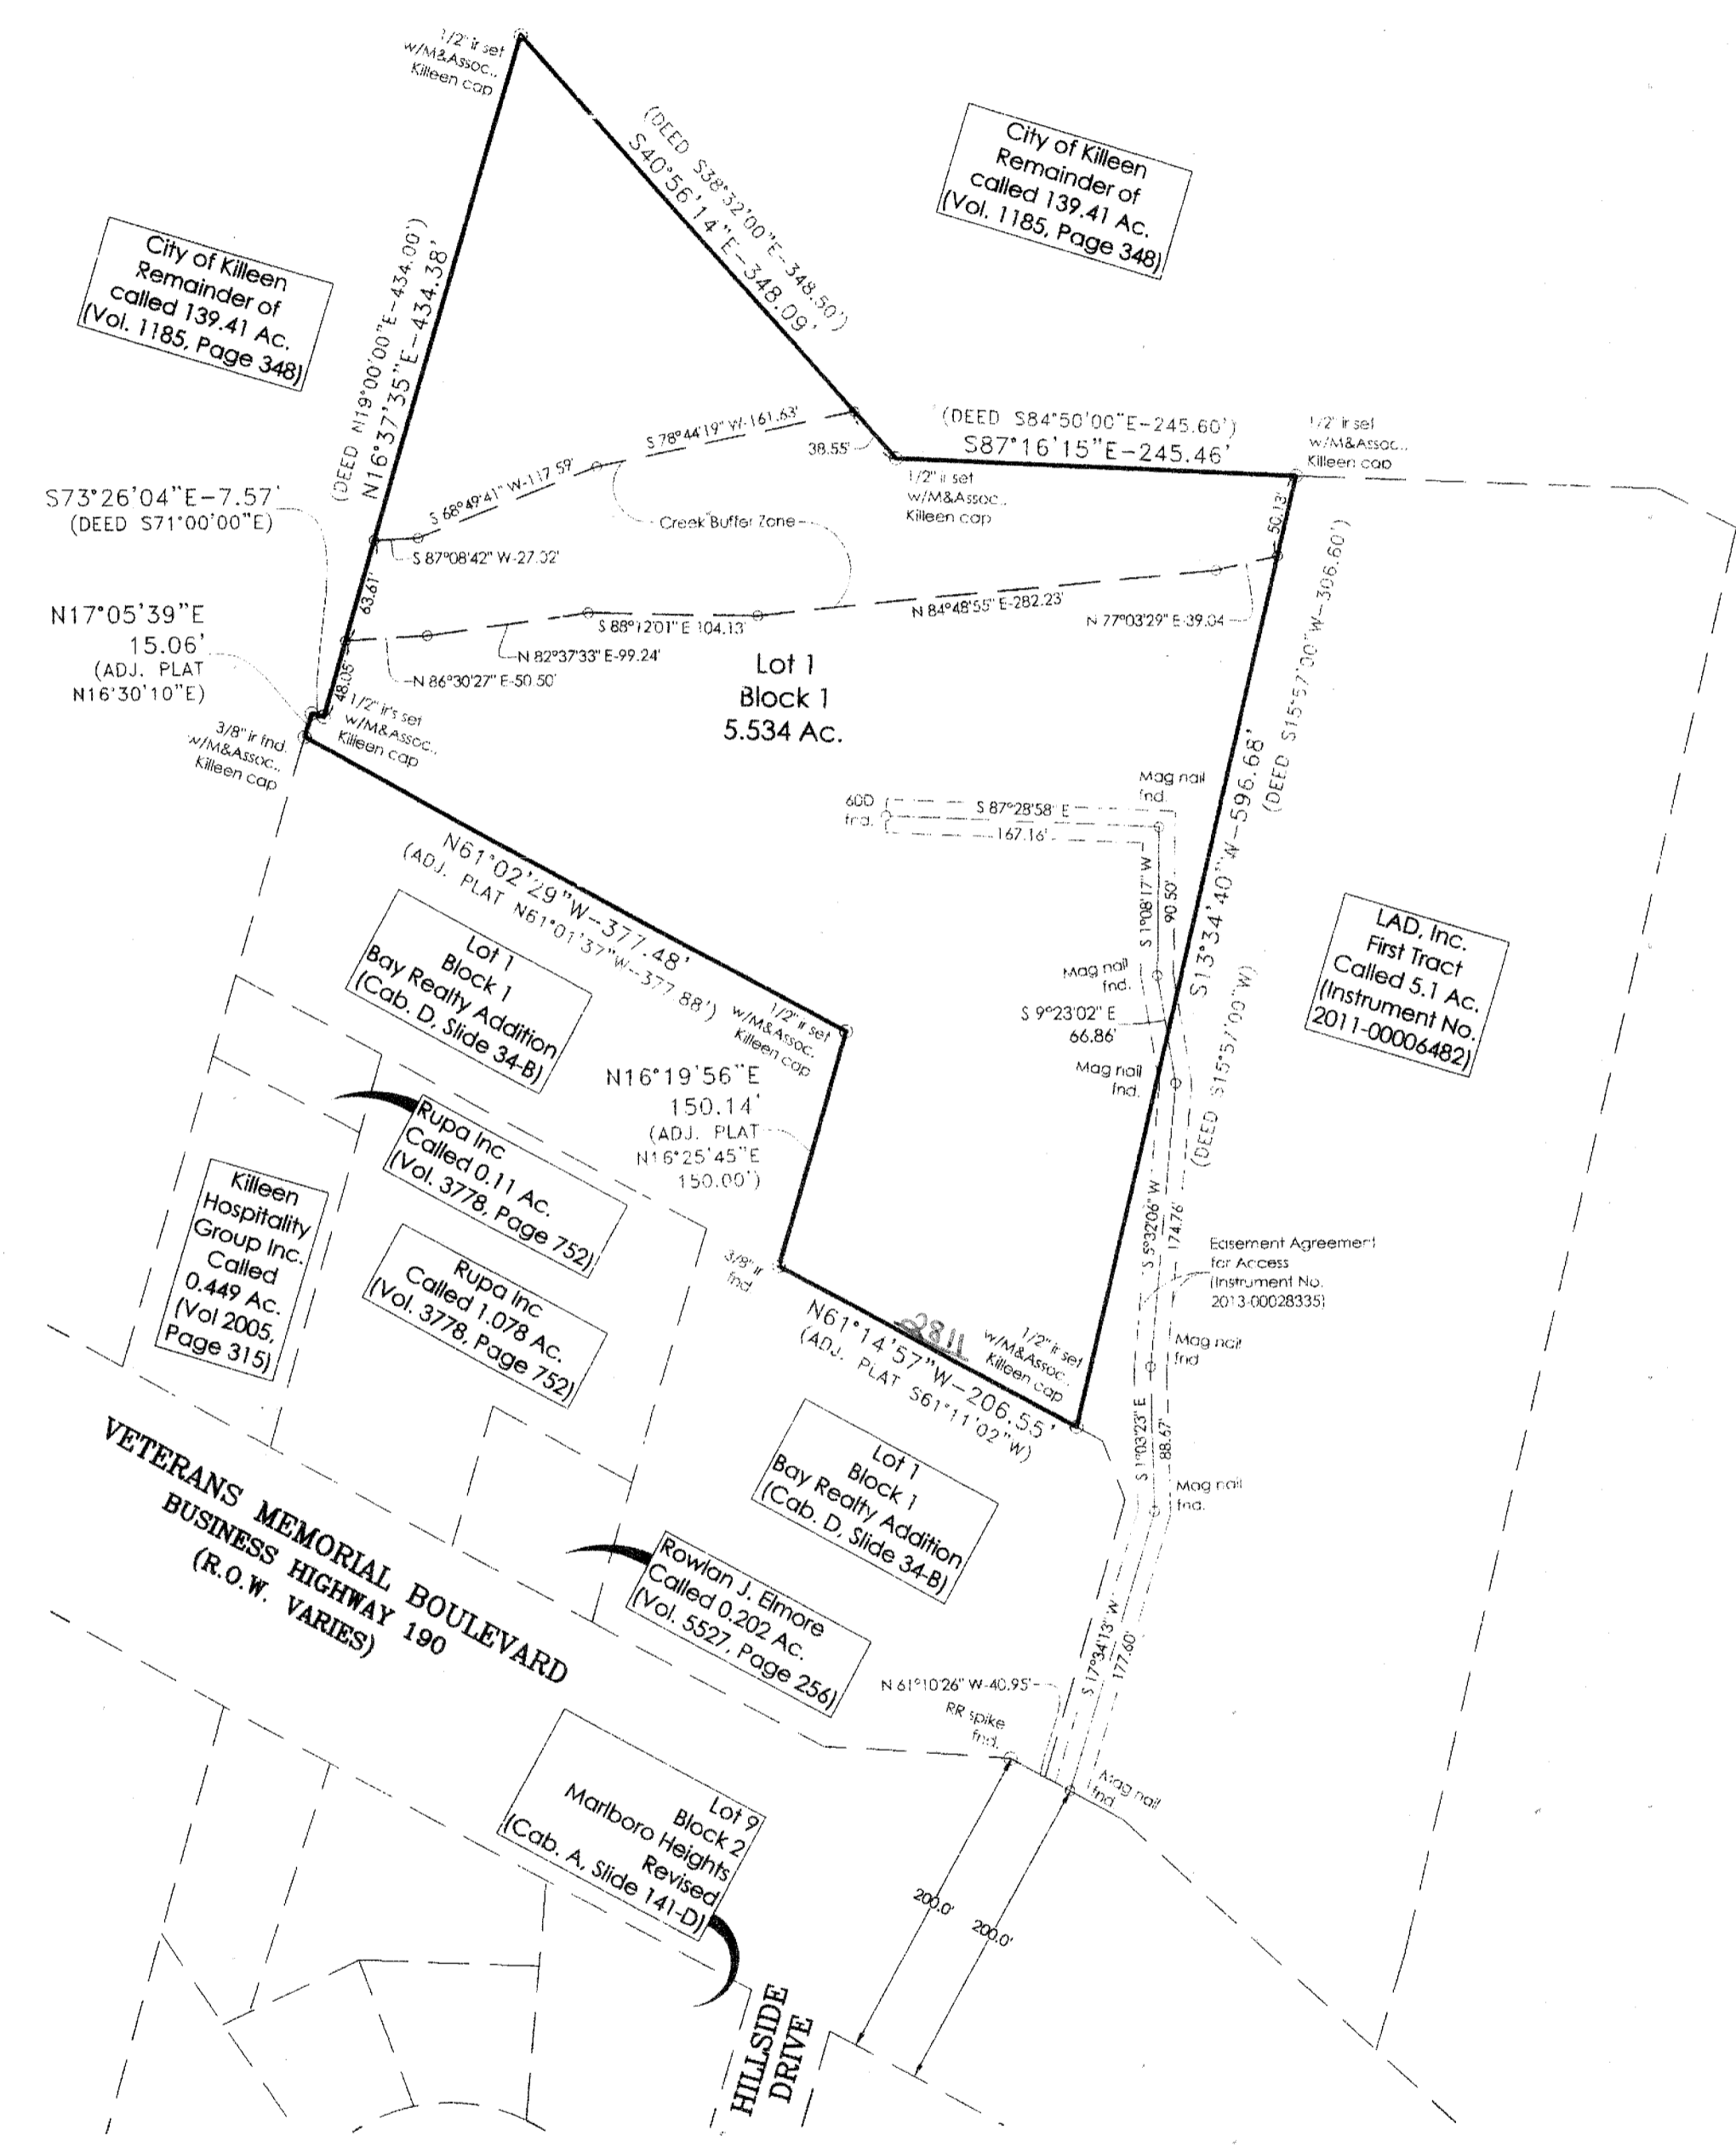 1/2" ir set
w/M&Assoc.,
Killeen cap
(DEED S38°32'00"E-348.50')
S40°56'14"E-348.09'
City of Killeen
Remainder of
called 139.41 Ac.
(Vol. 1185, Page 348)
City of Killeen
Remainder of
called 139.41 Ac.
(Vol. 1185, Page 348)
(DEED N19°00'00"E-434.00')
N16°37'35"E-434.38'
(DEED S84°50'00"E-245.60')
S87°16'15"E-245.46'
1/2" ir set
w/M&Assoc.,
Killeen cap
S 78°44'19" W-161.63'
38.55'
1/2" ir set
w/M&Assoc.,
Killeen cap
S73°26'04"E-7.57'
(DEED S71°00'00"E)
S 68°49'41" W-117.59'
Creek Buffer Zone
50.13'
S 87°08'42" W-27.02'
63.61'
N17°05'39"E
15.06'
(ADJ. PLAT
N16°30'10"E)
S 88°12'01" E 104.13'
N 84°48'55" E-282.23'
N 77°03'29" E-39.04
N 82°37'33" E-99.24'
N 86°30'27" E-50.50'
48.05'
Lot 1
Block 1
5.534 Ac.
1/2" ir's set
w/M&Assoc.,
Killeen cap
3/8" ir fnd.
w/M&Assoc.,
Killeen cap
S13°34'40"W-596.68'
(DEED S15°57'00"W-306.60')
Mag nail
fnd.
60D
fnd.
S 87°28'58" E
167.16'
S 1°08'17" W
90.50'
N61°02'29"W--377.48'
(ADJ. PLAT N61°01'37"W--377.88')
Lot 1
Block 1
Bay Realty Addition
(Cab. D, Slide 34-B)
1/2" ir set
w/M&Assoc.,
Killeen cap
Mag nail
fnd.
S 9°23'02" E
66.86'
Mag nail
fnd.
(DEED S15°57'00"W)
LAD, Inc.
First Tract
Called 5.1 Ac.
(Instrument No.
2011-00006482)
N16°19'56"E
150.14'
(ADJ. PLAT
N16°25'45"E
150.00')
Rupa Inc
Called 0.11 Ac.
(Vol. 3778, Page 752)
Killeen
Hospitality
Group Inc.
Called
0.449 Ac.
(Vol 2005,
Page 315)
Rupa Inc
Called 1.078 Ac.
(Vol. 3778, Page 752)
3/8" ir
fnd
S 5°32'06" W
174.76'
Easement Agreement
for Access
(Instrument No.
2013-00028335)
2811
N61°14'57"W-206.55'
(ADJ. PLAT S61°11'02"W)
1/2" ir set
w/M&Assoc.,
Killeen cap
Mag nail
fnd
S 1°03'23" E
88.67'
Lot 1
Block 1
Bay Realty Addition
(Cab. D, Slide 34-B)
Mag nail
fnd.
VETERANS MEMORIAL BOULEVARD
BUSINESS HIGHWAY 190
(R.O.W. VARIES)
Rowlan J. Elmore
Called 0.202 Ac.
(Vol. 5527, Page 256)
S 17°34'13" W
177.60'
N 61°10'26" W-40.95'
RR spike
fnd.
Mag nail
fnd
Lot 9
Block 2
Marlboro Heights
Revised
(Cab. A, Slide 141-D)
200.0'
200.0'
HILLSIDE
DRIVE